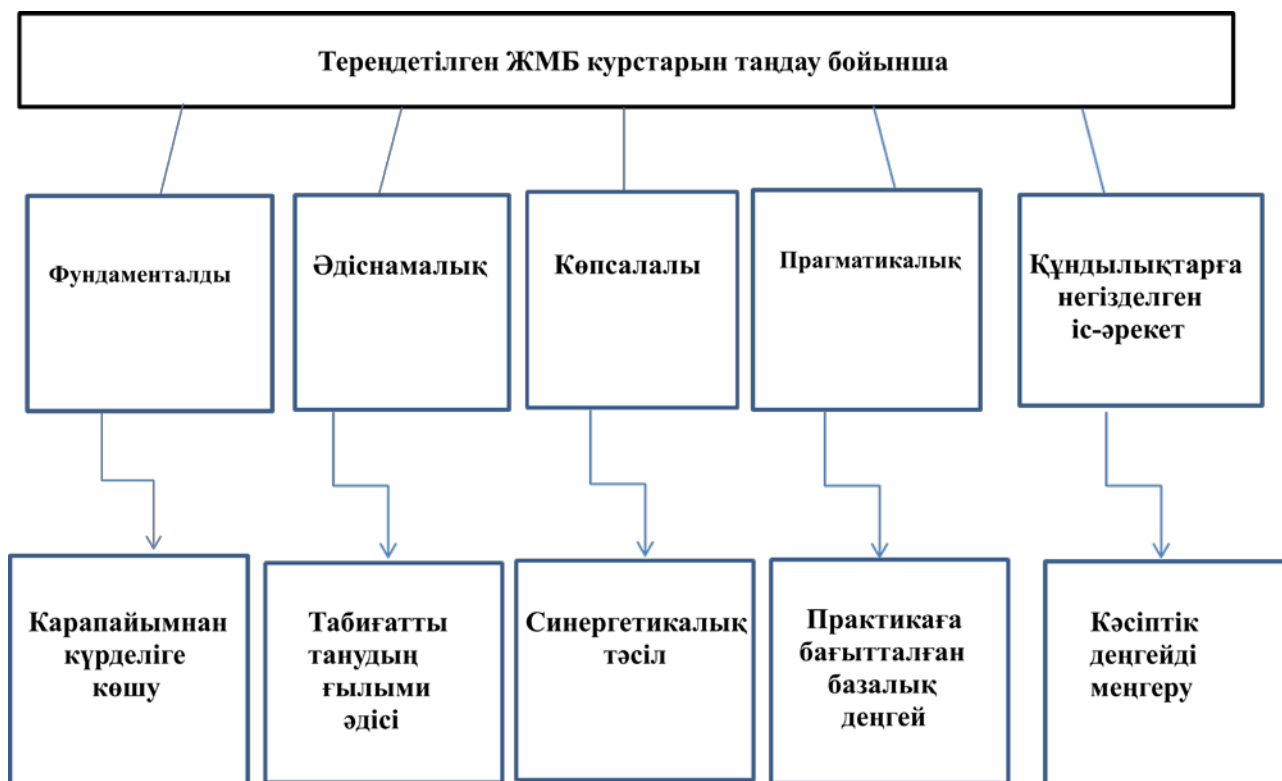 Тереңдетілген ЖМБ курстарын таңдау бойынша
Фундаменталды
Әдіснамалық
Көпсалалы
Прагматикалық
Құндылықтарға
негізделген
іс-әрекет
Карапайымнан
күрделіге
көшу
Табиғатты
танудың
ғылыми
әдісі
Синергетикалық
тәсіл
Практикаға
бағытталған
базалық
деңгей
Кәсіптік
деңгейді
меңгеру